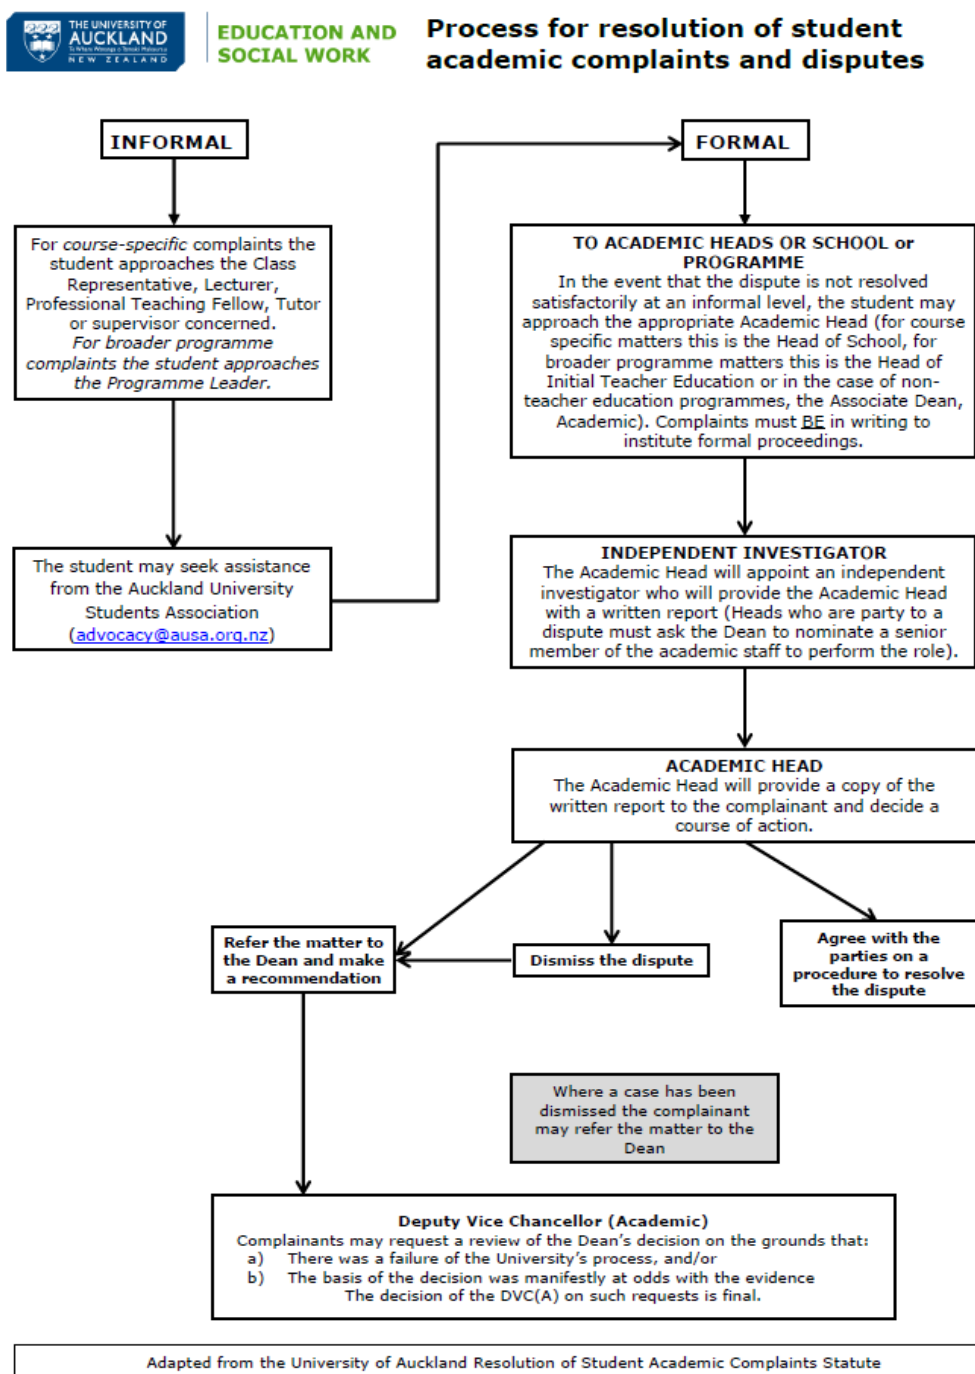 THE UNIVERSITY OF
AUCKLAND
Te Whare Wānanga o Tāmaki Makaurau
NEW ZEALAND
EDUCATION AND
SOCIAL WORK
Process for resolution of student
academic complaints and disputes
INFORMAL
For course-specific complaints the
student approaches the Class
Representative, Lecturer,
Professional Teaching Fellow, Tutor
or supervisor concerned.
For broader programme
complaints the student approaches
the Programme Leader.
The student may seek assistance
from the Auckland University
Students Association
(advocacy@ausa.org.nz)
FORMAL
TO ACADEMIC HEADS OR SCHOOL or
PROGRAMME
In the event that the dispute is not resolved
satisfactorily at an informal level, the student may
approach the appropriate Academic Head (for course
specific matters this is the Head of School, for
broader programme matters this is the Head of
Initial Teacher Education or in the case of non-
teacher education programmes, the Associate Dean,
Academic). Complaints must BE in writing to
institute formal proceedings.
INDEPENDENT INVESTIGATOR
The Academic Head will appoint an independent
investigator who will provide the Academic Head
with a written report (Heads who are party to
a dispute must ask the Dean to nominate a senior
member of the academic staff to perform the role).
ACADEMIC HEAD
The Academic Head will provide a copy of the
written report to the complainant and decide a
course of action.
Refer the matter to
the Dean and make
a recommendation
Dismiss the dispute
Agree with the
parties on a
procedure to resolve
the dispute
Where a case has been
dismissed the complainant
may refer the matter to the
Dean
Deputy Vice Chancellor (Academic)
Complainants may request a review of the Dean's decision on the grounds that:
a) There was a failure of the University's process, and/or
b) The basis of the decision was manifestly at odds with the evidence
The decision of the DVC(A) on such requests is final.
Adapted from the University of Auckland Resolution of Student Academic Complaints Statute